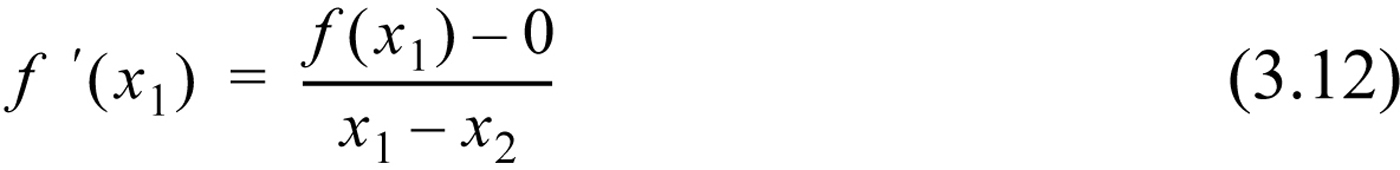 f ′(x₁) = (f(x₁) – 0) / (x₁ – x₂) (3.12)